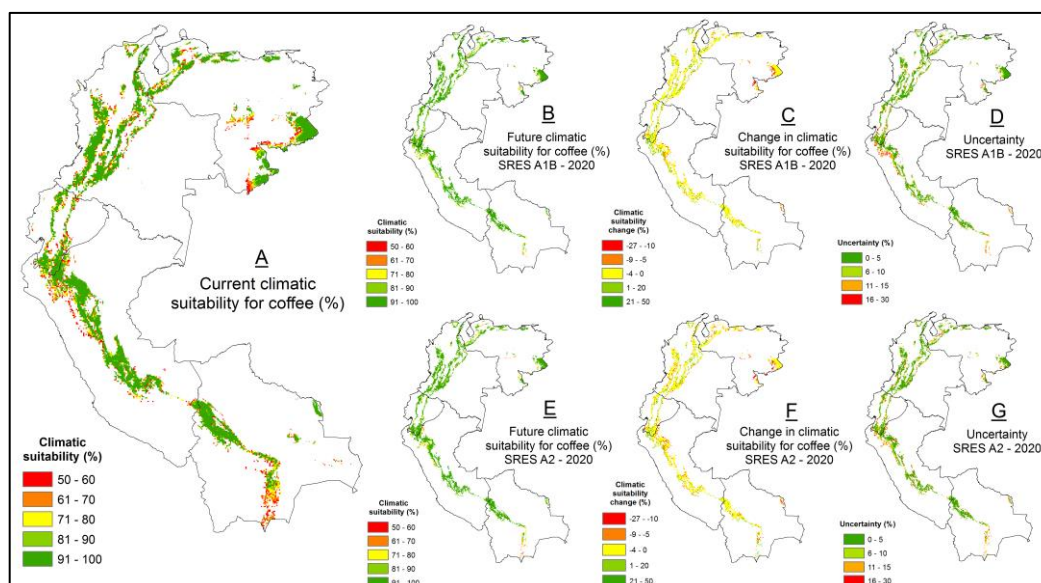 A
Current climatic
suitability for coffee (%)
Climatic
suitability (%)
50 - 60
61 - 70
71 - 80
81 - 90
91 - 100
B
Future climatic
suitability for coffee (%)
SRES A1B - 2020
Climatic
suitability (%)
50 - 60
61 - 70
71 - 80
81 - 90
91 - 100
C
Change in climatic
suitability for coffee (%)
SRES A1B - 2020
Climatic
suitability
change (%)
-27 - -10
-9 - -5
-4 - 0
1 - 20
21 - 50
D
Uncertainty
SRES A1B - 2020
Uncertainty (%)
0 - 5
6 - 10
11 - 15
16 - 30
E
Future climatic
suitability for coffee (%)
SRES A2 - 2020
Climatic
suitability (%)
50 - 60
61 - 70
71 - 80
81 - 90
91 - 100
F
Change in climatic
suitability for coffee (%)
SRES A2 - 2020
Climatic
suitability
change (%)
-27 - -10
-9 - -5
-4 - 0
1 - 20
21 - 50
G
Uncertainty
SRES A2 - 2020
Uncertainty (%)
0 - 5
6 - 10
11 - 15
16 - 30